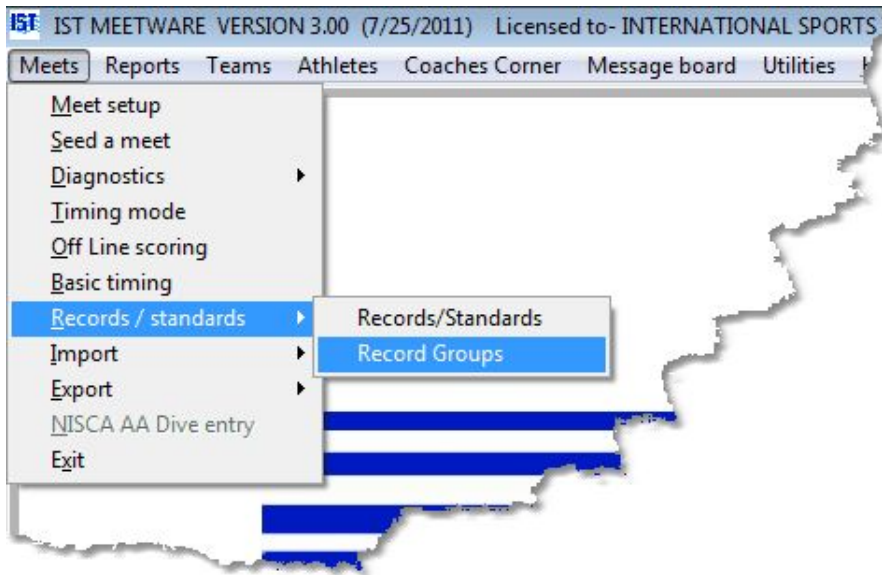 IST IST MEETWARE VERSION 3.00 (7/25/2011) Licensed to- INTERNATIONAL SPORTS
Meets Reports Teams Athletes Coaches Corner Message board Utilities
Meet setup
Seed a meet
Diagnostics
Timing mode
Off Line scoring
Basic timing
Records / standards
Records/Standards
Import
Record Groups
Export
NISCA AA Dive entry
Exit